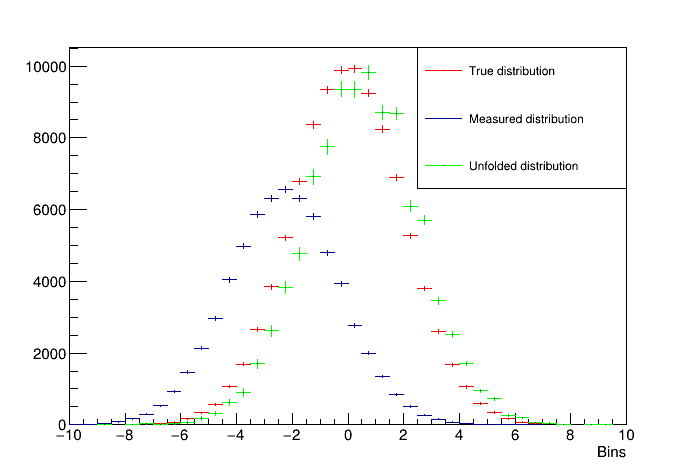 True distribution
Measured distribution
Unfolded distribution
10000
8000
6000
4000
2000
0
−10 −8 −6 −4 −2 0 2 4 6 8 10
Bins